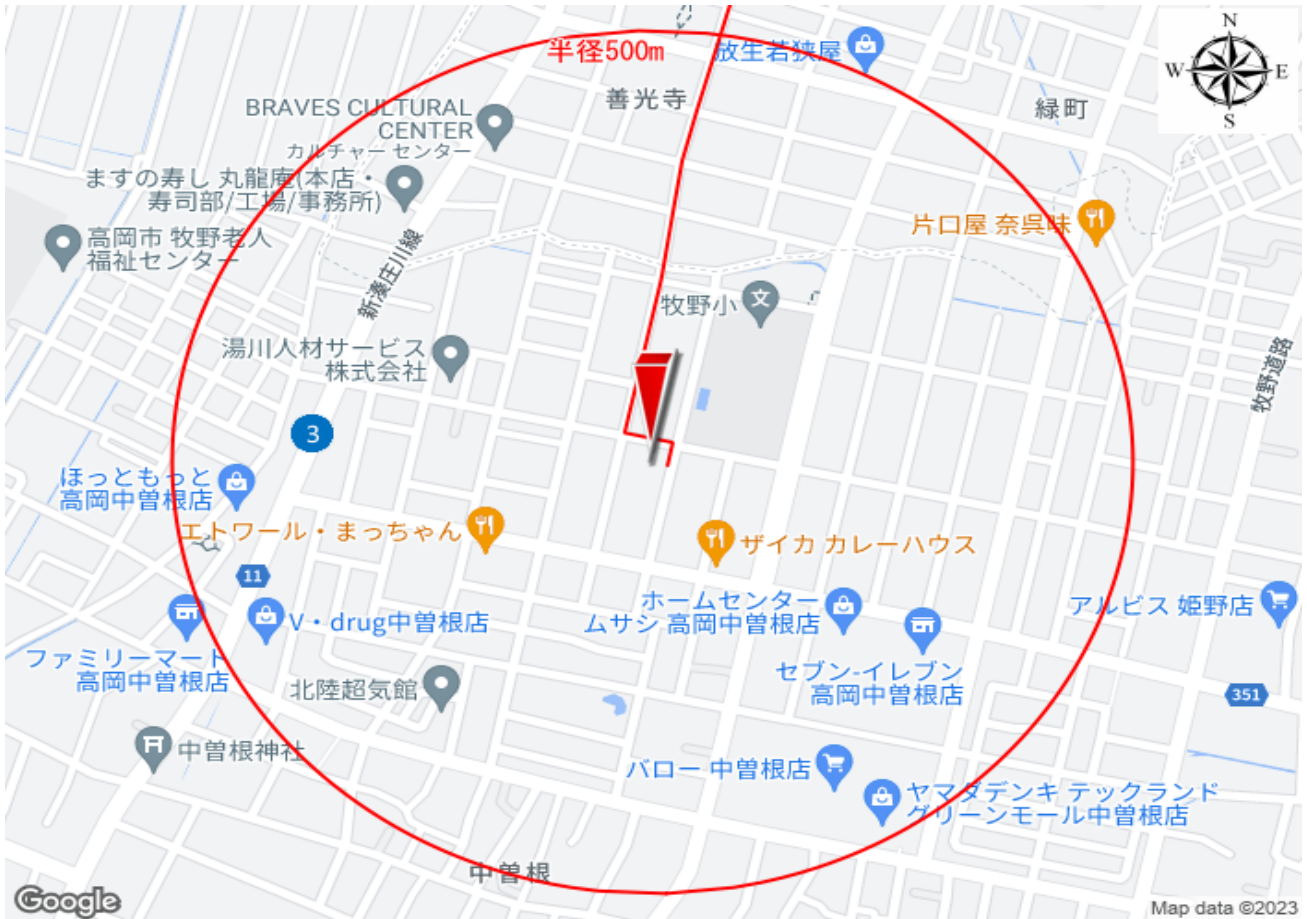 半径500m
放生若狭屋
N
W
E
S
善光寺
緑町
BRAVES CULTURAL
CENTER
カルチャー センター
ますの寿し 丸龍庵(本店・
寿司部/工場/事務所)
片口屋 奈呉味
高岡市 牧野老人
福祉センター
新湊庄川線
牧野小
文
湯川人材サービス
株式会社
牧野道路
3
ほっともっと
高岡中曽根店
エトワール・まっちゃん
ザイカ カレーハウス
11
V・drug中曽根店
ホームセンター
ムサシ 高岡中曽根店
アルビス 姫野店
ファミリーマート
高岡中曽根店
セブン-イレブン
高岡中曽根店
北陸超気館
351
中曽根神社
バロー 中曽根店
ヤマダデンキ テックランド
グリーンモール中曽根店
中曽根
Google
Map data ©2023